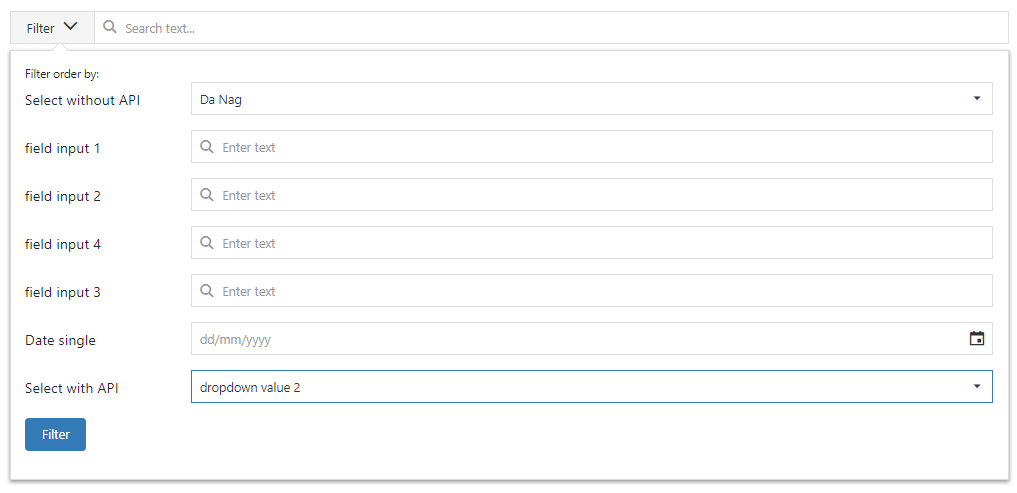 Filter Search text...
Filter order by:
Select without API Da Nag
field input 1 Enter text
field input 2 Enter text
field input 4 Enter text
field input 3 Enter text
Date single dd/mm/yyyy
Select with API dropdown value 2
Filter